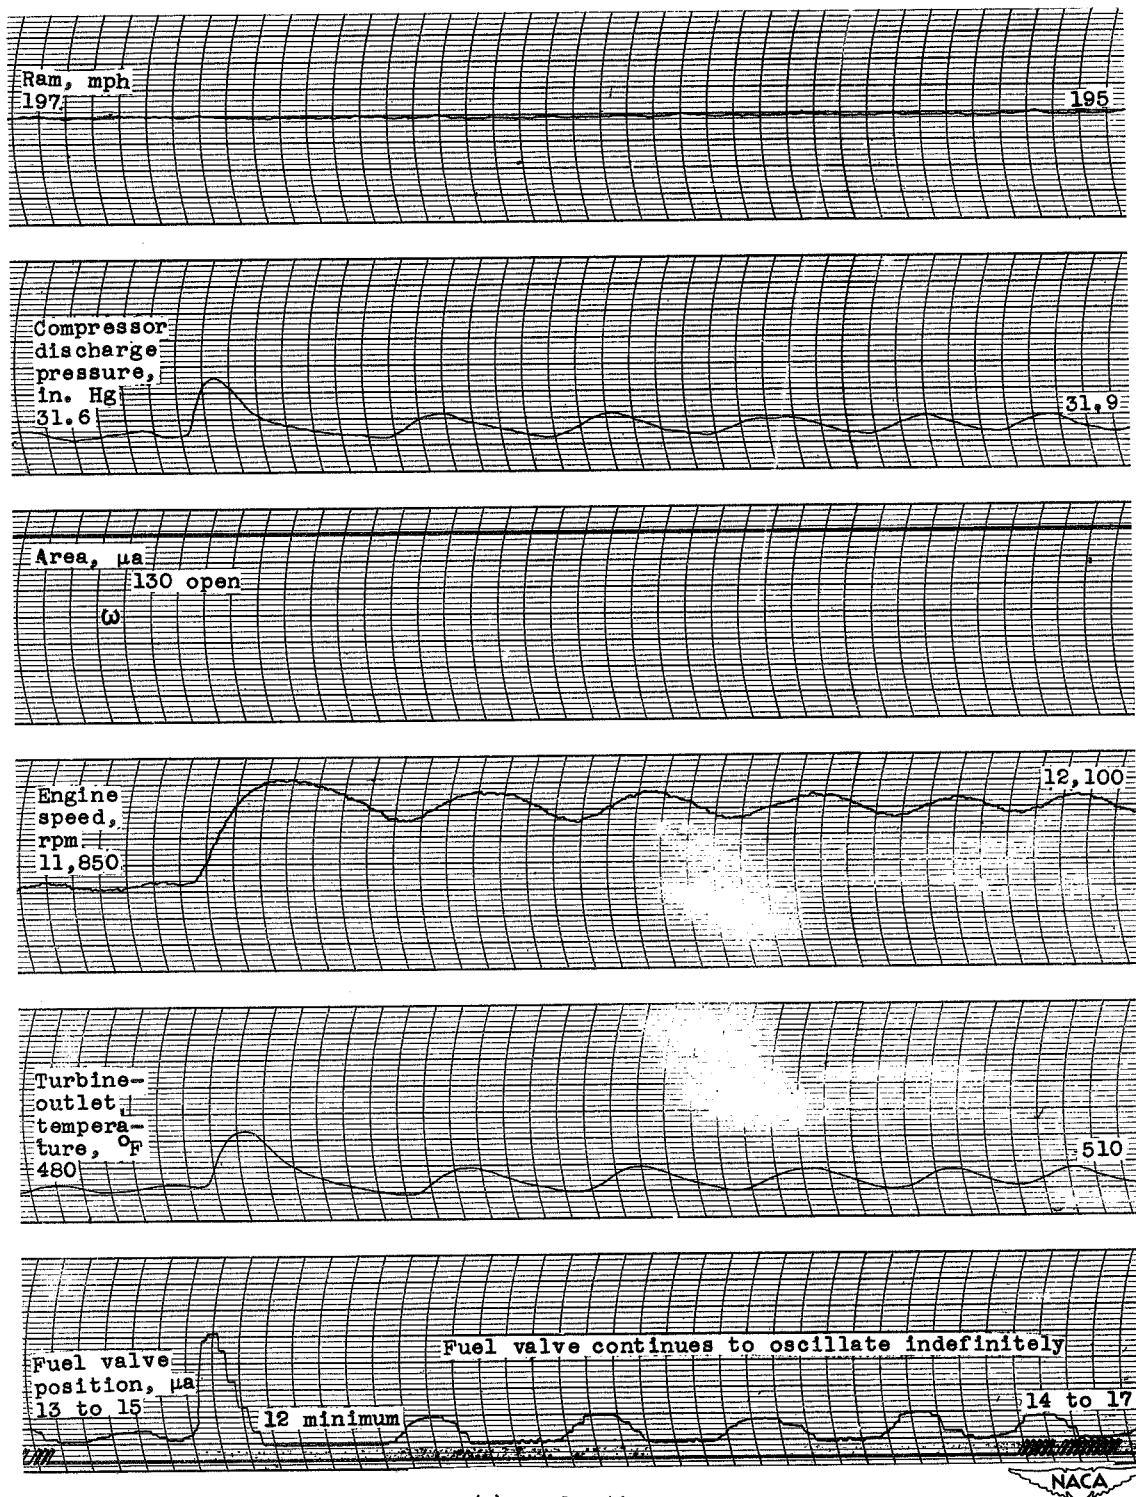 Ram, mph
197
195
Compressor
discharge
pressure,
in. Hg
31.6
31.9
Area, μa
130 open
ω
Engine
speed,
rpm
11,850
12,100
Turbine-
outlet
tempera-
ture, °F
480
510
Fuel valve continues to oscillate indefinitely
Fuel valve
position, μa
13 to 15
12 minimum
14 to 17
NACA